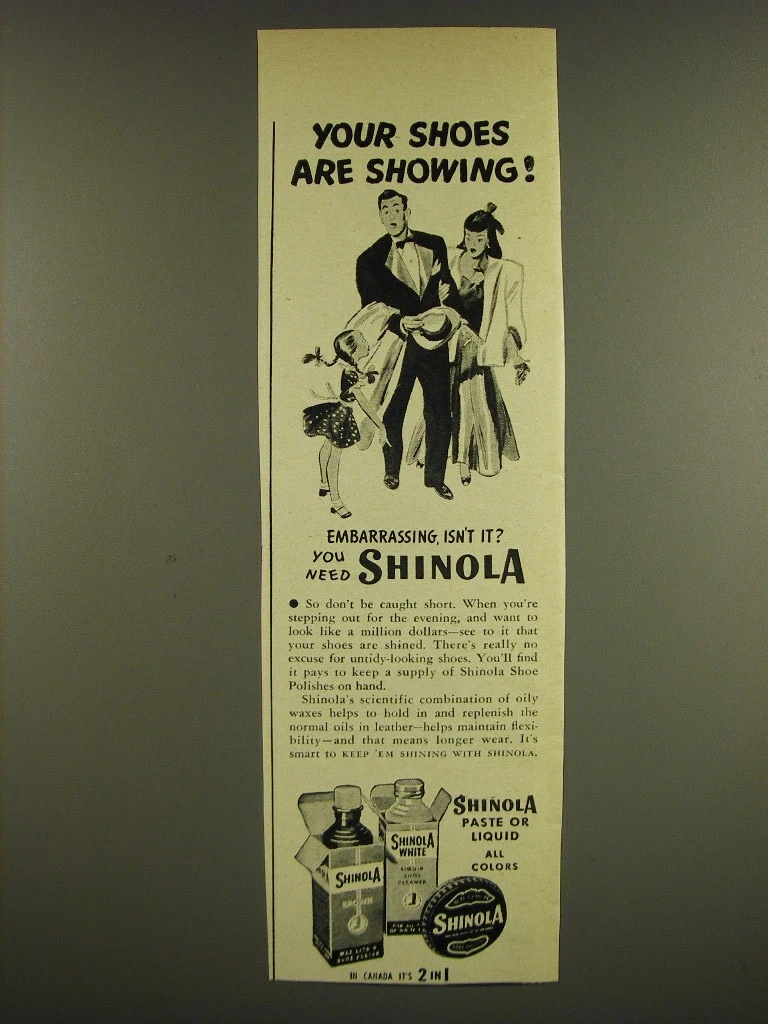 YOUR SHOES
ARE SHOWING!
EMBARRASSING, ISN'T IT?
YOU
NEED SHINOLA
● So don't be caught short. When you're
stepping out for the evening, and want to
look like a million dollars—see to it that
your shoes are shined. There's really no
excuse for untidy-looking shoes. You'll find
it pays to keep a supply of Shinola Shoe
Polishes on hand.
Shinola's scientific combination of oily
waxes helps to hold in and replenish the
normal oils in leather—helps maintain flexi-
bility—and that means longer wear. It's
smart to KEEP 'EM SHINING WITH SHINOLA.
SHINOLA
PASTE OR
LIQUID
ALL
COLORS
SHINOLA
WHITE
LIQUID
SHOE
CLEANER
SHINOLA
BROWN
SHINOLA
IN CANADA IT'S 2 IN 1